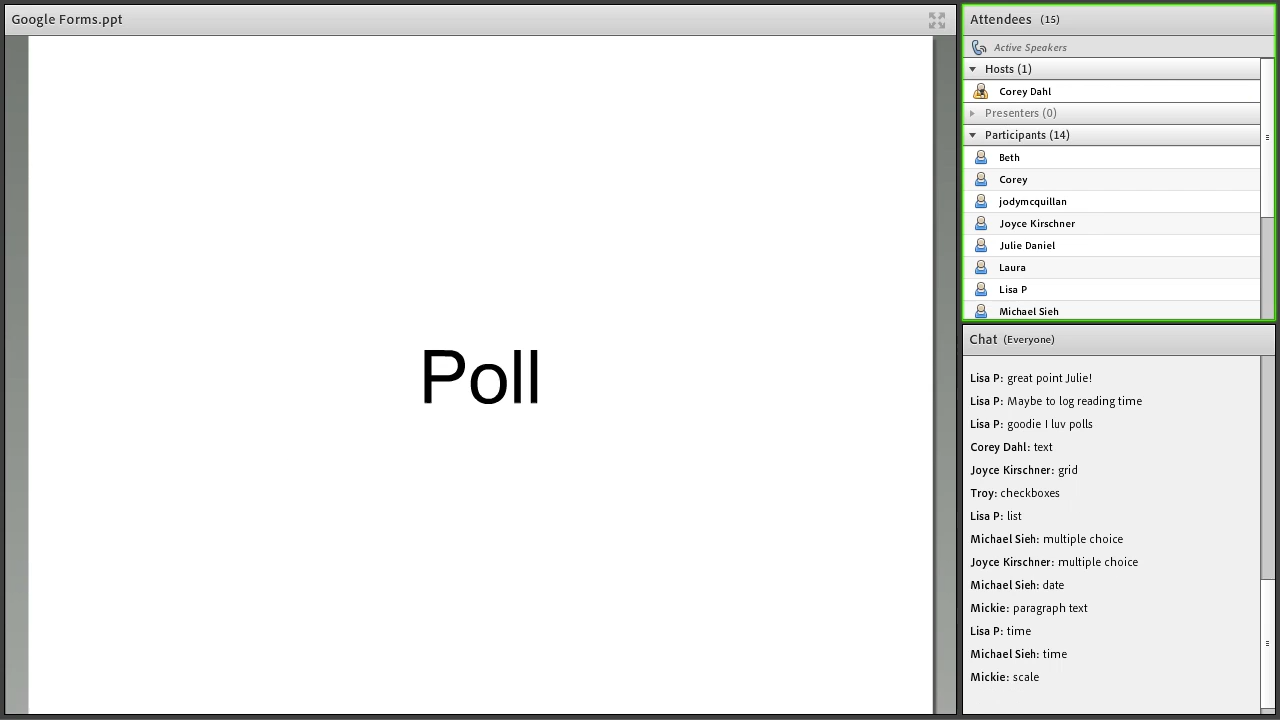 Google Forms.ppt
Poll
Attendees (15)
Active Speakers
Hosts (1)
Corey Dahl
Presenters (0)
Participants (14)
Beth
Corey
jodymcquillan
Joyce Kirschner
Julie Daniel
Laura
Lisa P
Michael Sieh
Chat (Everyone)
Lisa P: great point Julie!
Lisa P: Maybe to log reading time
Lisa P: goodie I luv polls
Corey Dahl: text
Joyce Kirschner: grid
Troy: checkboxes
Lisa P: list
Michael Sieh: multiple choice
Joyce Kirschner: multiple choice
Michael Sieh: date
Mickie: paragraph text
Lisa P: time
Michael Sieh: time
Mickie: scale